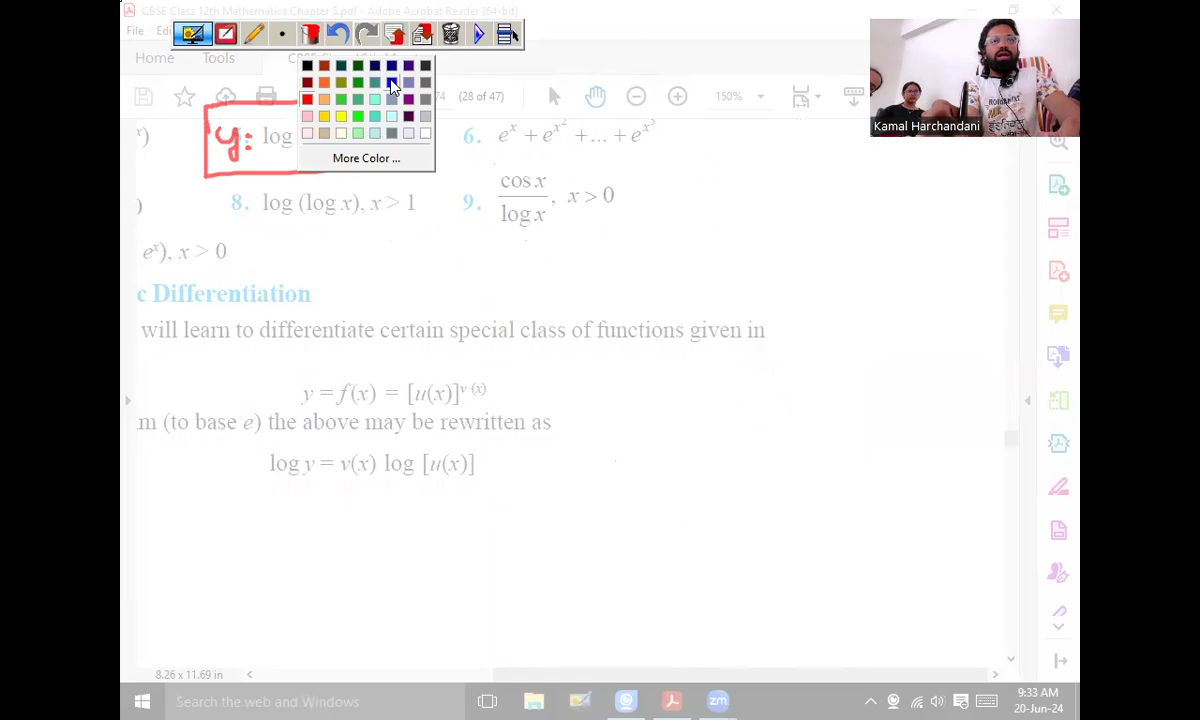 CBSE Class 12th Mathematics Chapter 5.pdf - Adobe Acrobat Reader (64-bit)
File
Home
Tools
74
(28 of 47)
150%
More Color ...
Kamal Harchandani
y:
log
6. e^x + e^{x^2} + ... + e^{x^3}
8. log (log x), x > 1
9. cos x / log x, x > 0
e^x), x > 0
c Differentiation
will learn to differentiate certain special class of functions given in
y = f(x) = [u(x)]^{v (x)}
m (to base e) the above may be rewritten as
log y = v(x) log [u(x)]
8.26 x 11.69 in
Search the web and Windows
zm
9:33 AM
20-Jun-24